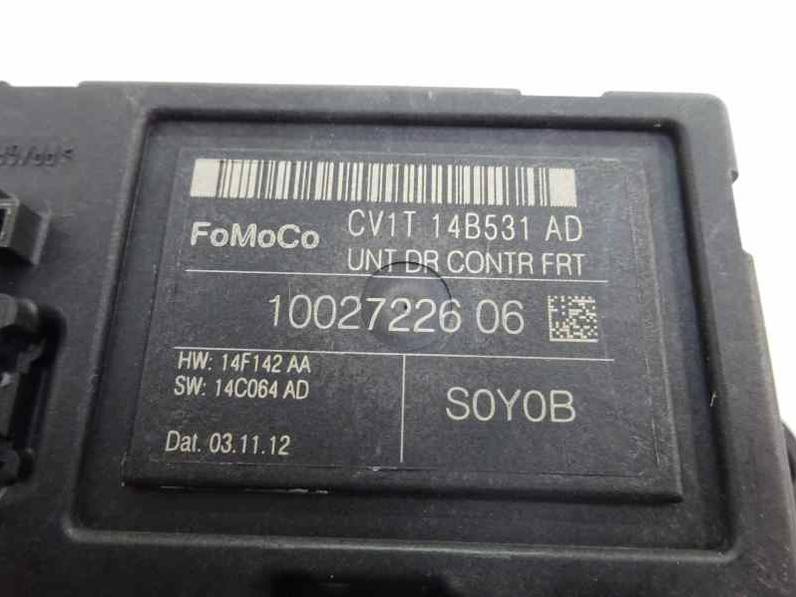 FoMoCo CV1T 14B531 AD
UNT DR CONTR FRT
10027226 06
HW: 14F142 AA
SW: 14C064 AD
S0Y0B
Dat. 03.11.12